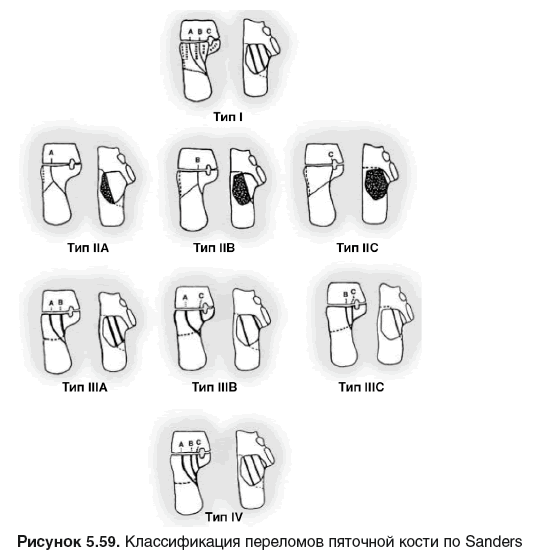 A B C
Тип I
A
B
C
Тип IIA
Тип IIB
Тип IIC
A B
A C
B C
Тип IIIA
Тип IIIB
Тип IIIC
A B C
Тип IV
Рисунок 5.59. Классификация переломов пяточной кости по Sanders